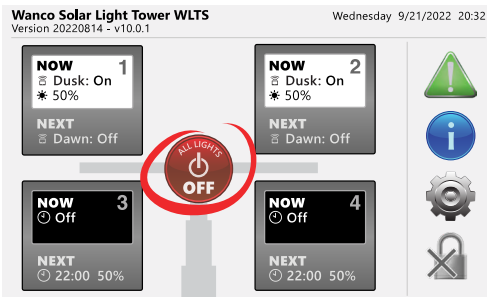 Wanco Solar Light Tower WLTS
Version 20220814 - v10.0.1
Wednesday 9/21/2022 20:32
NOW 1
Dusk: On
50%
NEXT
Dawn: Off
NOW 2
Dusk: On
50%
NEXT
Dawn: Off
ALL LIGHTS
OFF
NOW 3
Off
NEXT
22:00 50%
NOW 4
Off
NEXT
22:00 50%
i